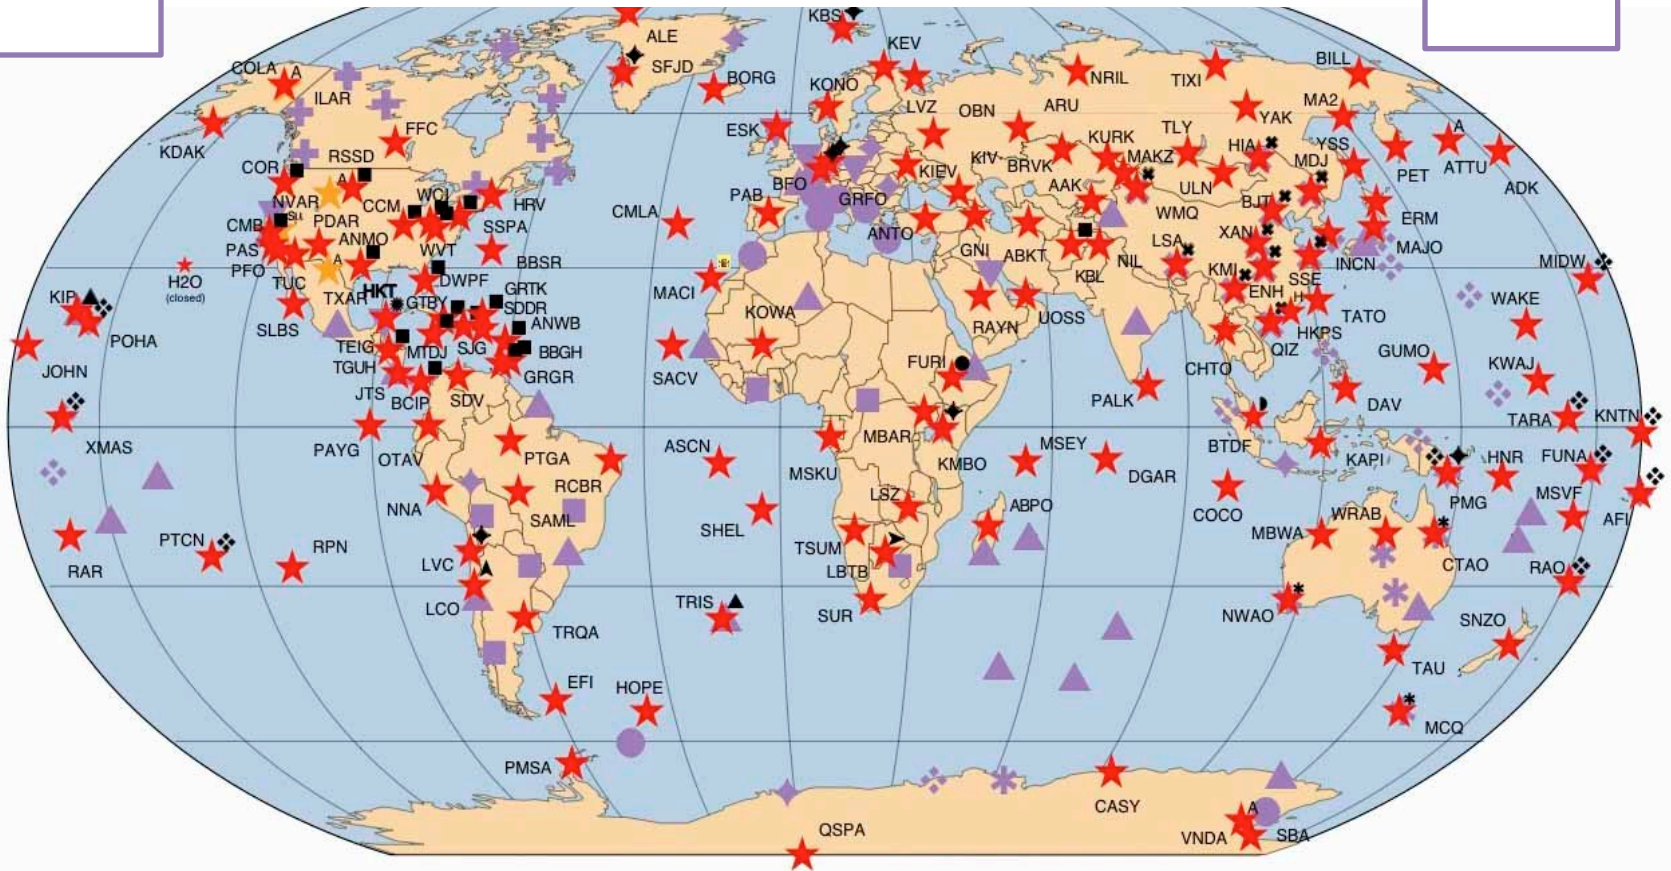 KBS
ALE
KEV
COLA A
SFJD
BORG
KONO
NRIL
TIXI
BILL
ILAR
LVZ
OBN
ARU
MA2
YAK
KDAK
FFC
ESK
KURK
TLY
HIA
YSS
A
ATTU
COR
RSSD
A
KIV
BRVK
MAKZ
MDJ
PET
ADK
NVAR
WCI
BFO
KIEV
AAK
ULN
BJT
CMB
PDAR
CCM
HRV
CMLA
PAB
GRFO
WMQ
ERM
PAS
ANMO
SSPA
ANTO
XAN
MAJO
PFO
A
WVT
BBSR
GNI
ABKT
NIL
LSA
INCN
MIDW
H2O
(closed)
TUC
DWPF
KBL
KMI
SSE
KIP
TXAR
HKT
GTBY
GRTK
MACI
ENH
H
WAKE
POHA
SLBS
SDDR
KOWA
RAYN
UOSS
HKPS
TATO
TEIG
MTDJ
SJG
ANWB
QIZ
GUMO
JOHN
TGUH
BBGH
SACV
FURI
CHTO
KWAJ
JTS
GRGR
BCIP
SDV
PALK
DAV
TARA
KNTN
XMAS
PAYG
OTAV
PTGA
ASCN
MBAR
MSEY
BTDF
KAPI
HNR
FUNA
MSKU
KMBO
DGAR
NNA
RCBR
LSZ
ABPO
PMG
MSVF
SAML
SHEL
COCO
WRAB
AFI
PTCN
RPN
TSUM
MBWA
RAR
LVC
LBTB
CTAO
RAO
LCO
TRIS
SUR
NWAO
SNZO
TRQA
TAU
EFI
HOPE
MCQ
PMSA
CASY
A
QSPA
VNDA
SBA